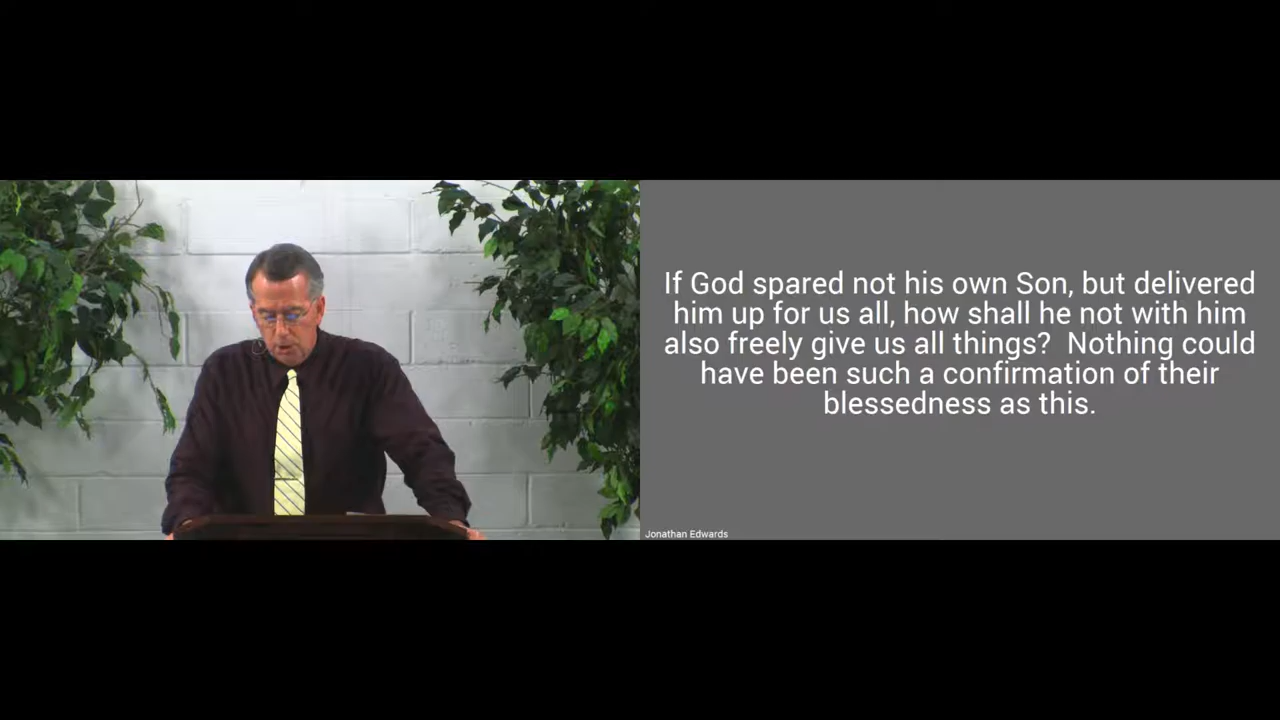 If God spared not his own Son, but delivered
him up for us all, how shall he not with him
also freely give us all things?  Nothing could
have been such a confirmation of their
blessedness as this.
Jonathan Edwards